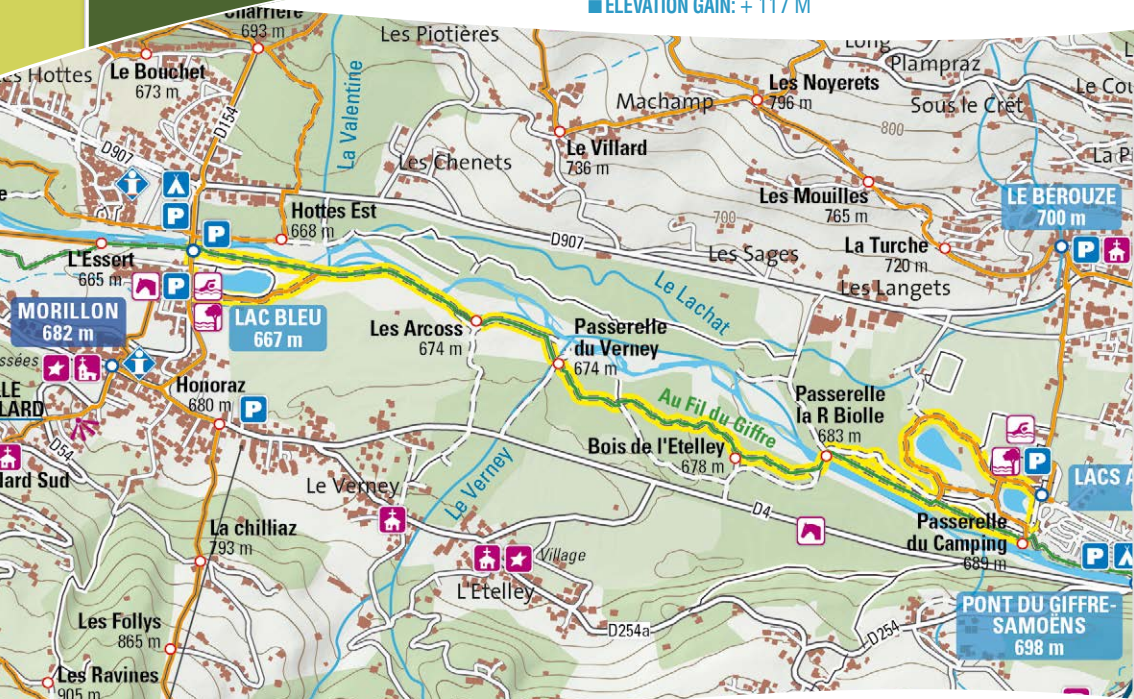 ■ ELEVATION GAIN: + 117 M
Charrière
693 m
Les Piotières
Le Bouchet
673 m
Hottes
D154
D907
La Valentine
Les Chenets
Machamp
Le Villard
736 m
Les Noyerets
796 m
Long
Plampraz
Sous le Crêt
Le Cou
La P
800
700
Les Mouilles
765 m
La Turche
720 m
LE BÉROUZE
700 m
P
Les Langets
Les Sages
D907
Le Lachat
i
P
P
Hottes Est
668 m
L'Essert
665 m
P
MORILLON
682 m
LAC BLEU
667 m
i
Honoraz
680 m
P
LE
LARD
D54
lard Sud
Les Arcoss
674 m
Passerelle
du Verney
674 m
Au Fil du Giffre
Bois de l'Etelley
678 m
Passerelle
la R Biolle
683 m
P
LACS A
Passerelle
du Camping
689 m
P
PONT DU GIFFRE-
SAMOËNS
698 m
D4
Le Verney
Le Verney
La chilliaz
793 m
Village
L'Etelley
D254a
D254
Les Follys
865 m
Les Ravines
905 m